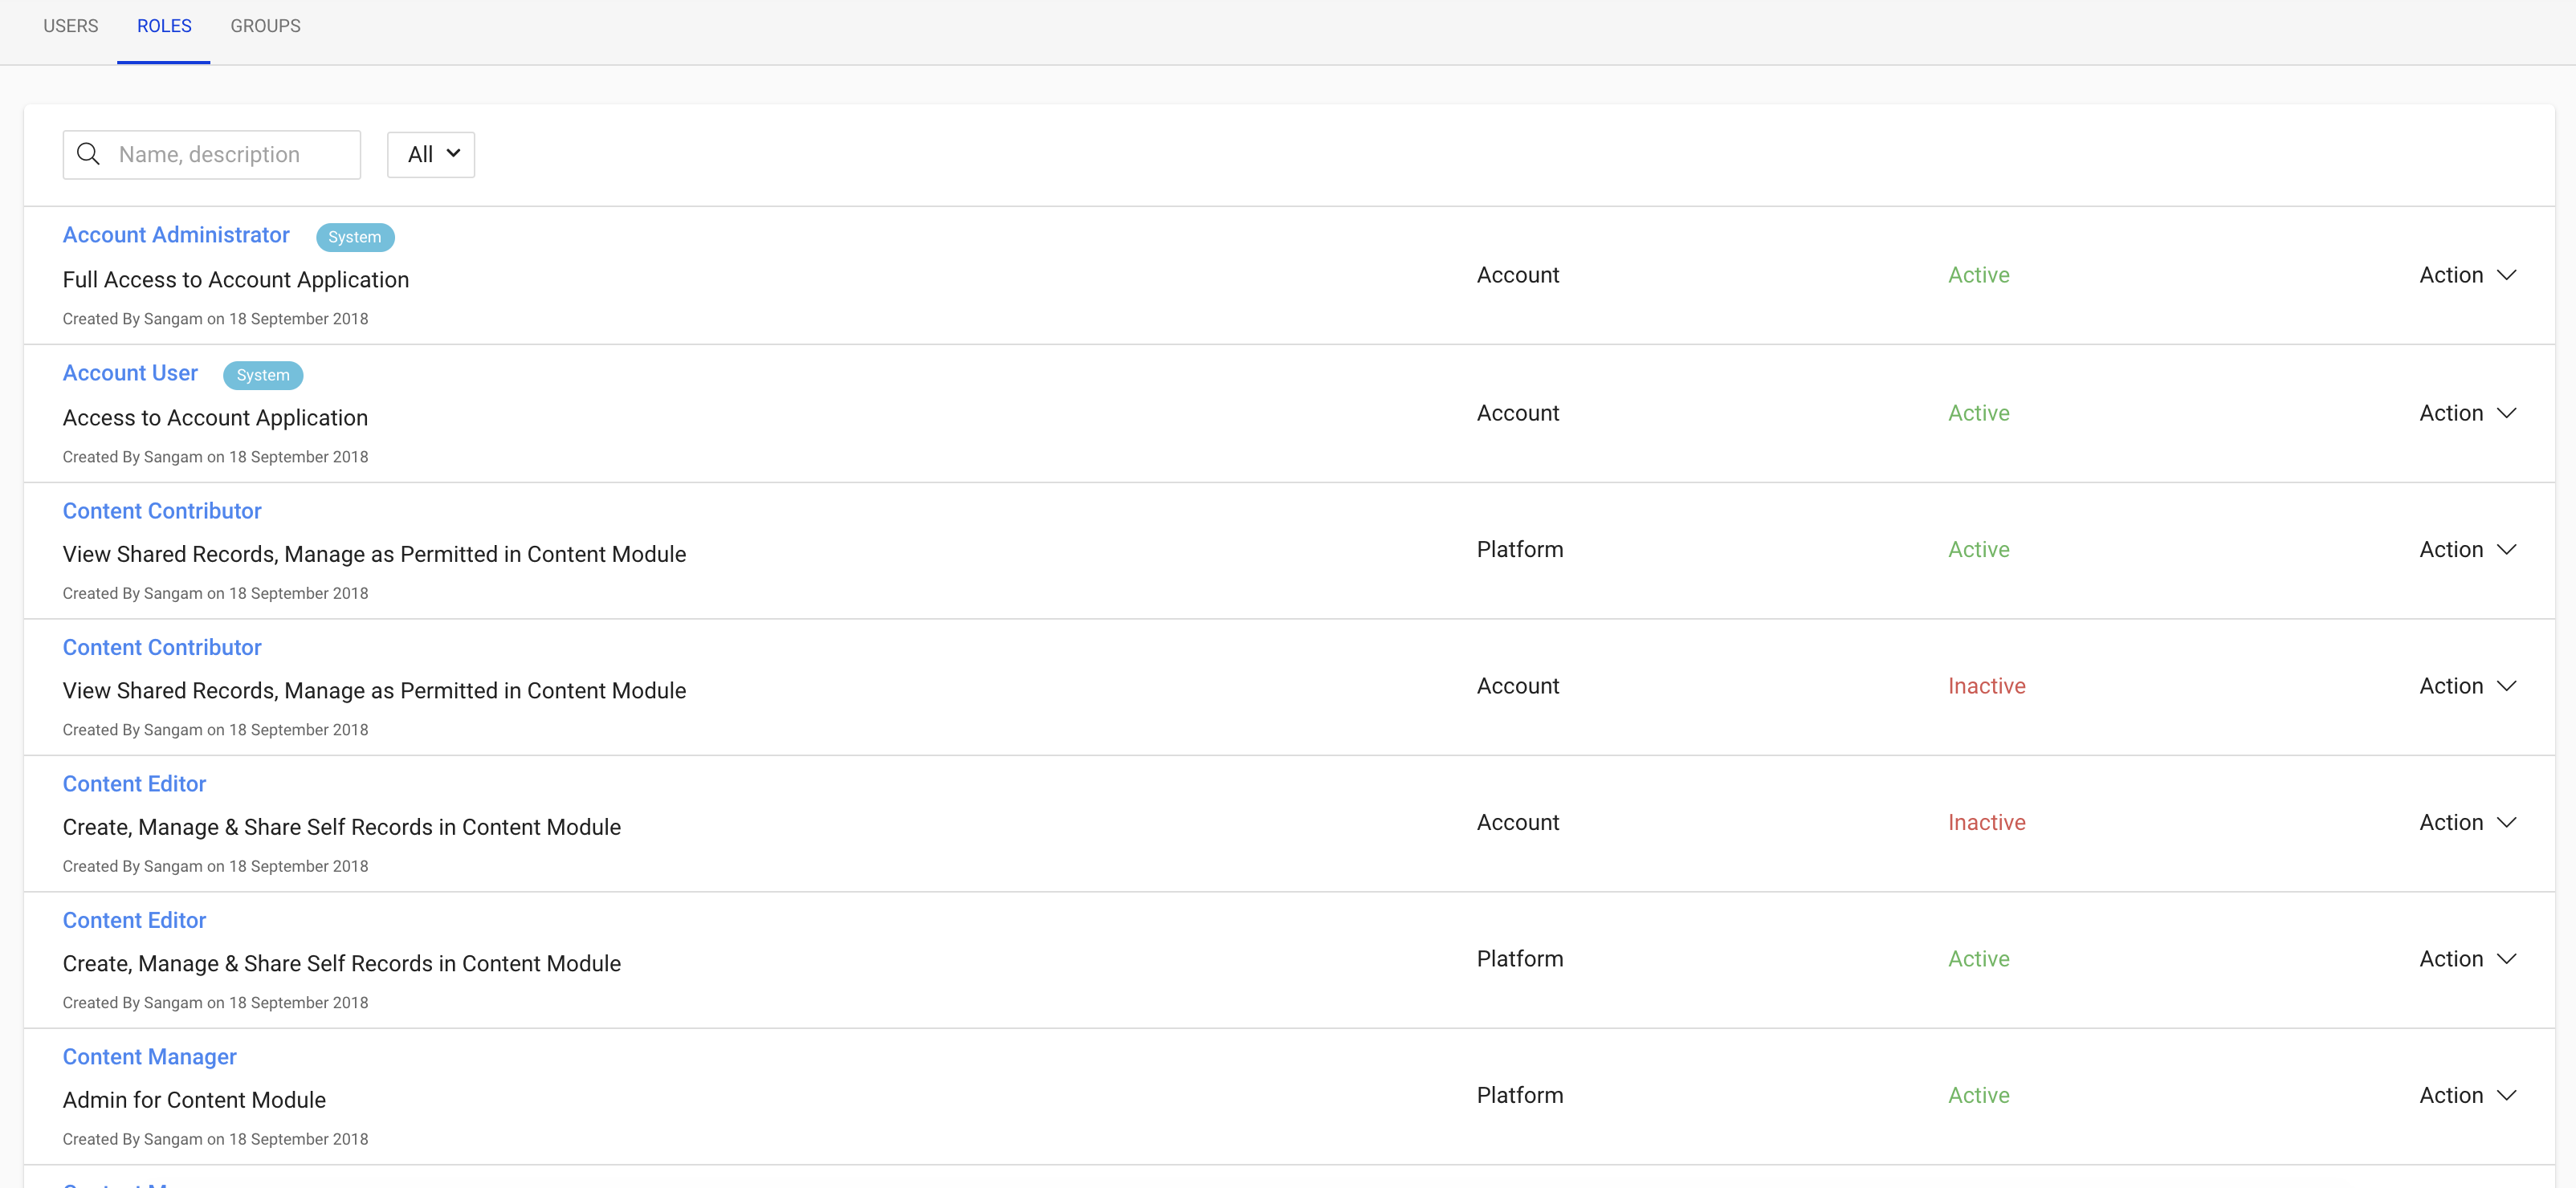 USERS ROLES GROUPS
Name, description All
Account Administrator System
Full Access to Account Application Account Active Action
Created By Sangam on 18 September 2018
Account User System
Access to Account Application Account Active Action
Created By Sangam on 18 September 2018
Content Contributor
View Shared Records, Manage as Permitted in Content Module Platform Active Action
Created By Sangam on 18 September 2018
Content Contributor
View Shared Records, Manage as Permitted in Content Module Account Inactive Action
Created By Sangam on 18 September 2018
Content Editor
Create, Manage & Share Self Records in Content Module Account Inactive Action
Created By Sangam on 18 September 2018
Content Editor
Create, Manage & Share Self Records in Content Module Platform Active Action
Created By Sangam on 18 September 2018
Content Manager
Admin for Content Module Platform Active Action
Created By Sangam on 18 September 2018